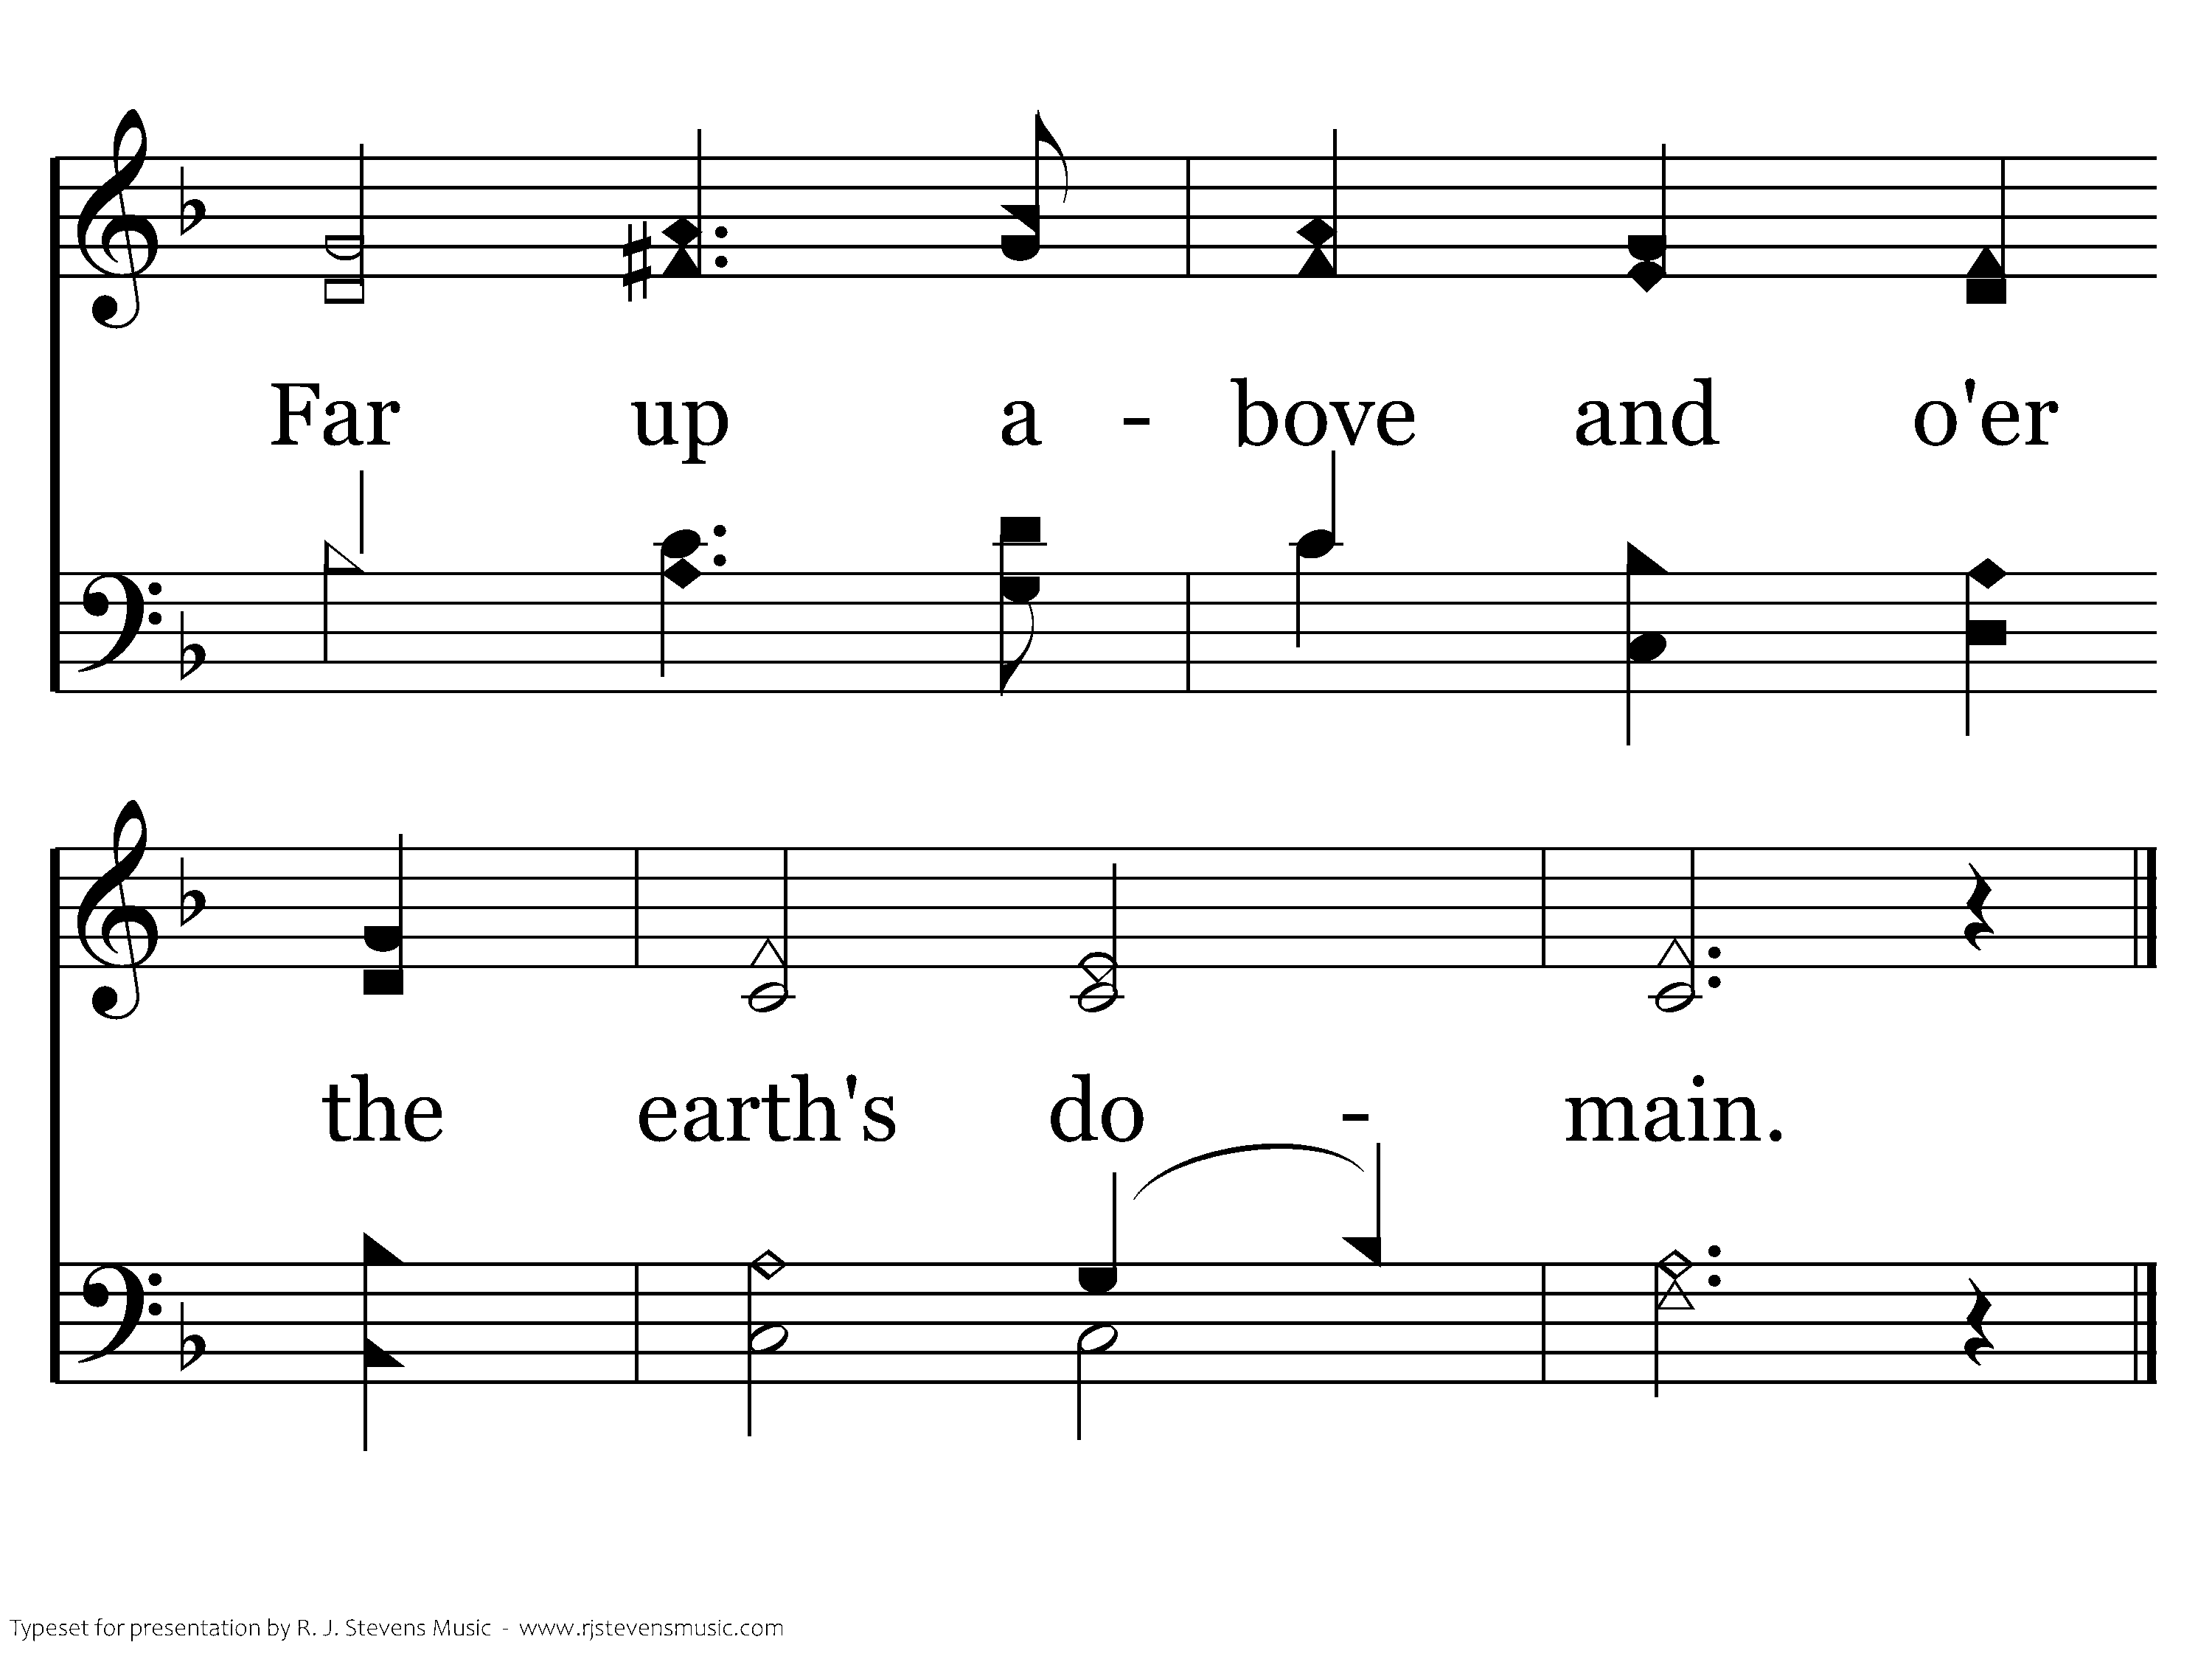 Far up a - bove and o'er
the earth's do - main.
Typeset for presentation by R. J. Stevens Music - www.rjstevensmusic.com